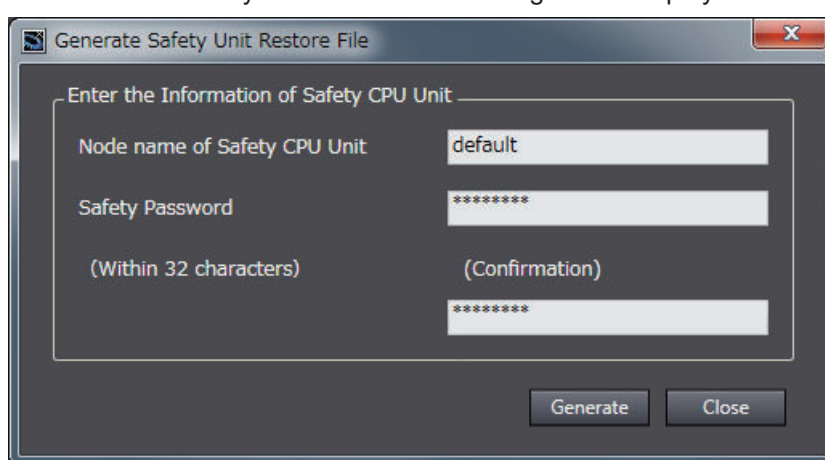 Generate Safety Unit Restore File
X
Enter the Information of Safety CPU Unit
Node name of Safety CPU Unit default
Safety Password ********
(Within 32 characters) (Confirmation)
********
Generate Close